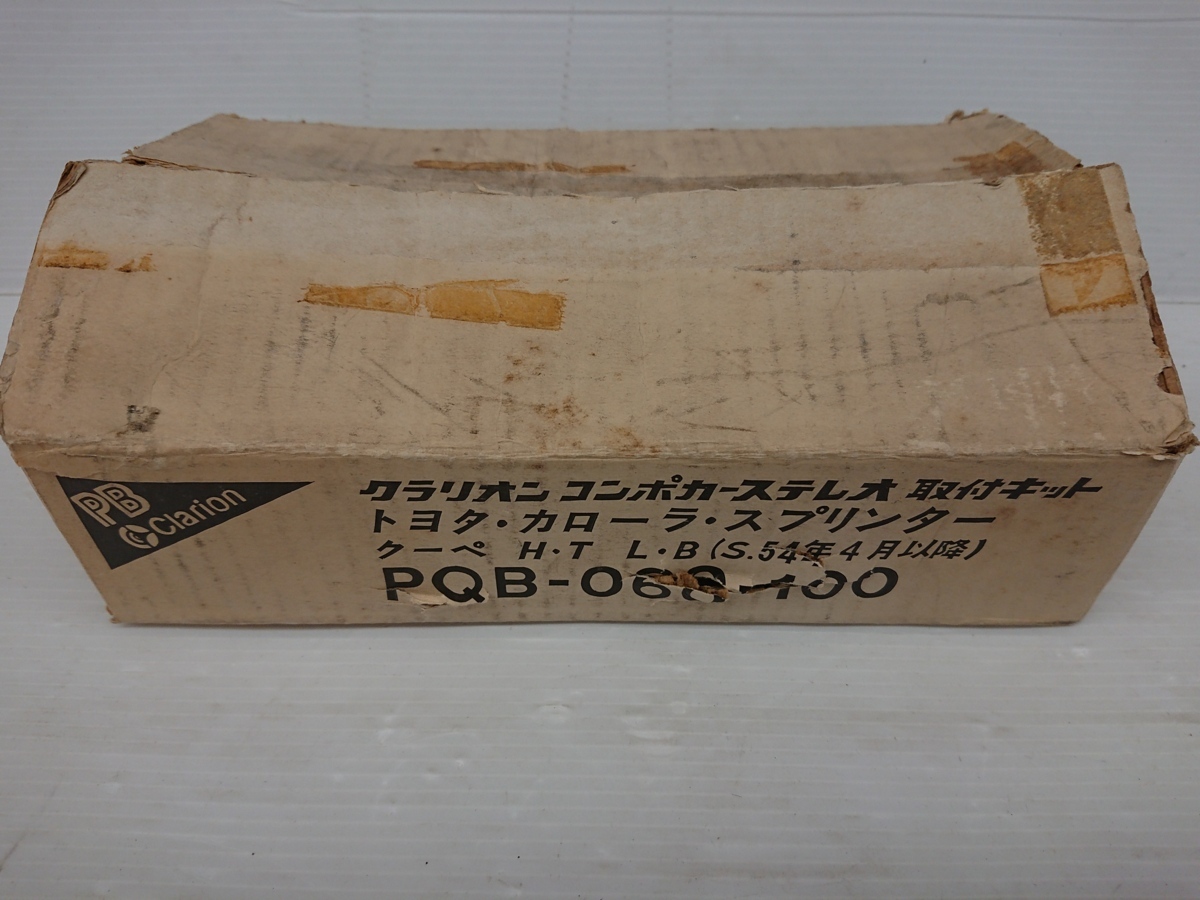 PB
Clarion
クラリオン コンポカーステレオ 取付キット
トヨタ・カローラ・スプリンター
クーペ H・T L・B (S.54年4月以降)